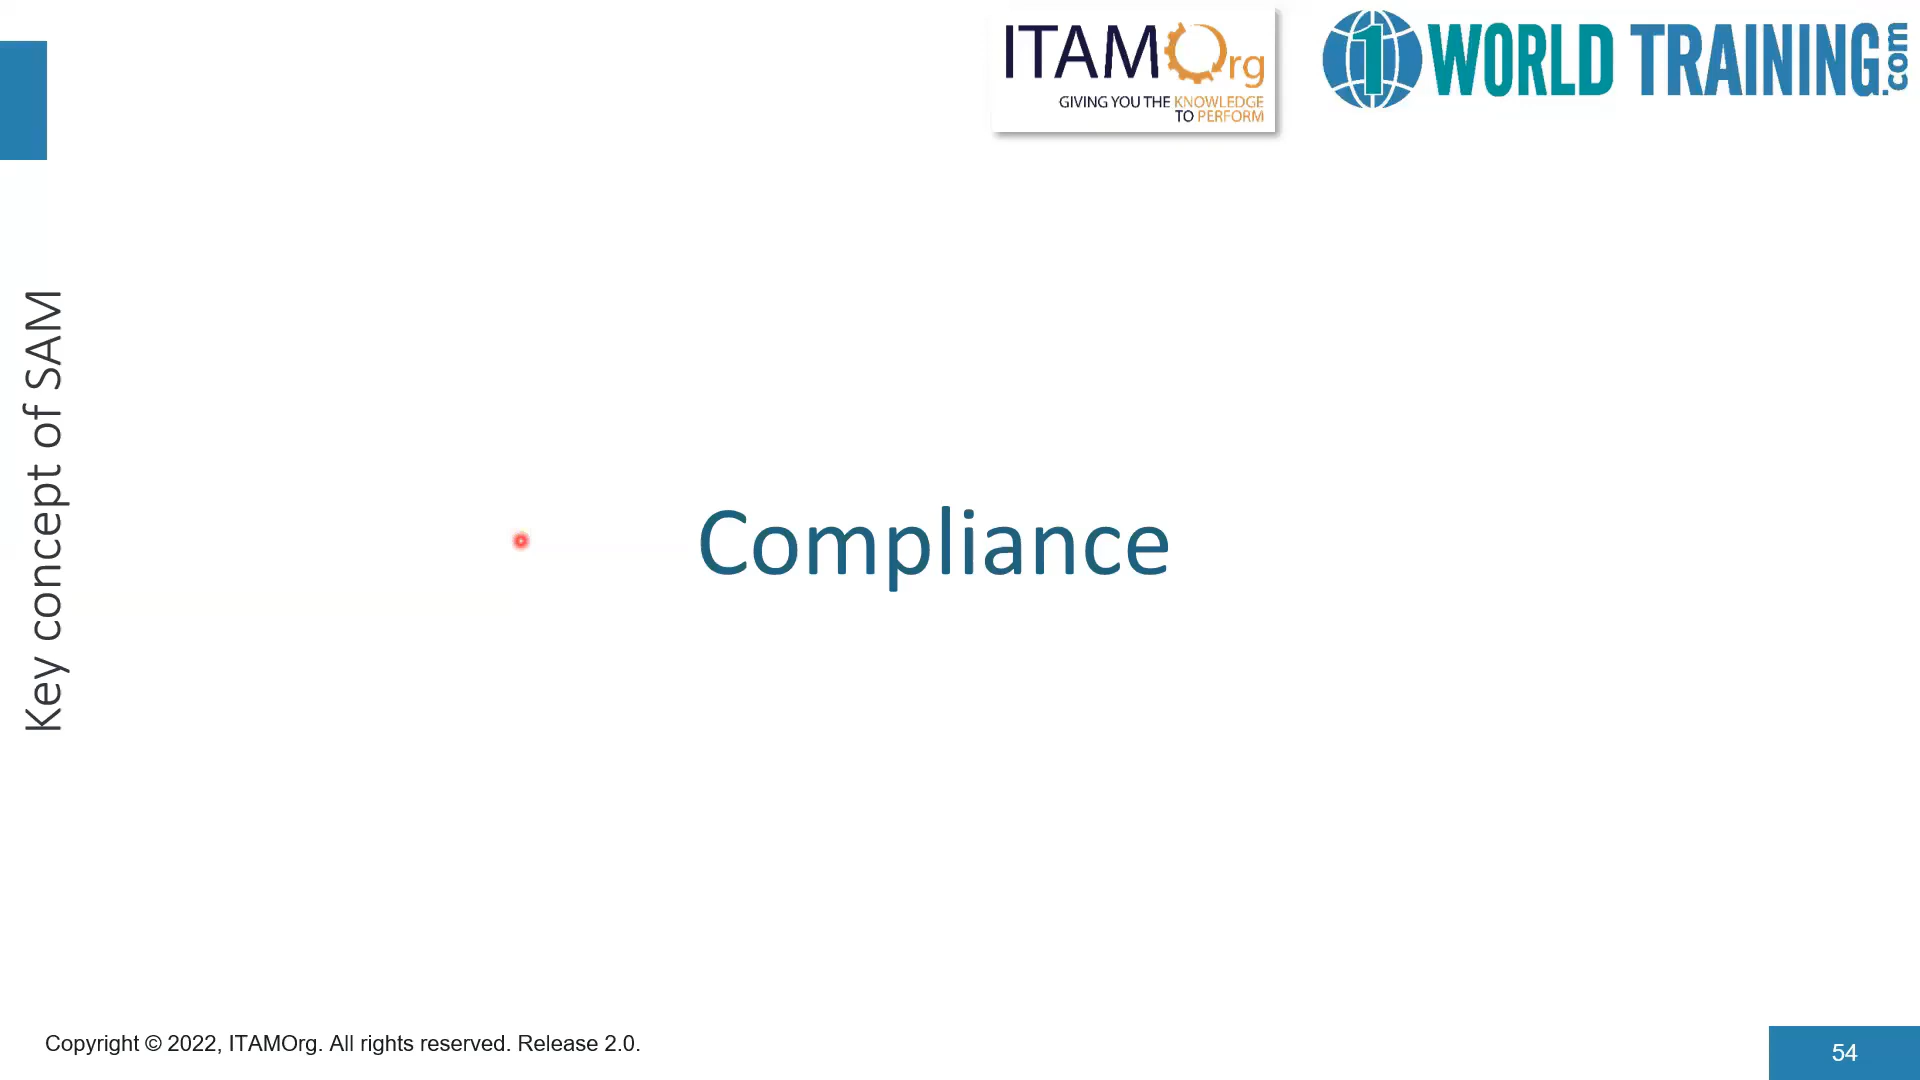 ITAMOrg
GIVING YOU THE KNOWLEDGE
TO PERFORM
1 WORLD TRAINING.com
Key concept of SAM
Compliance
Copyright © 2022, ITAMOrg. All rights reserved. Release 2.0.
54